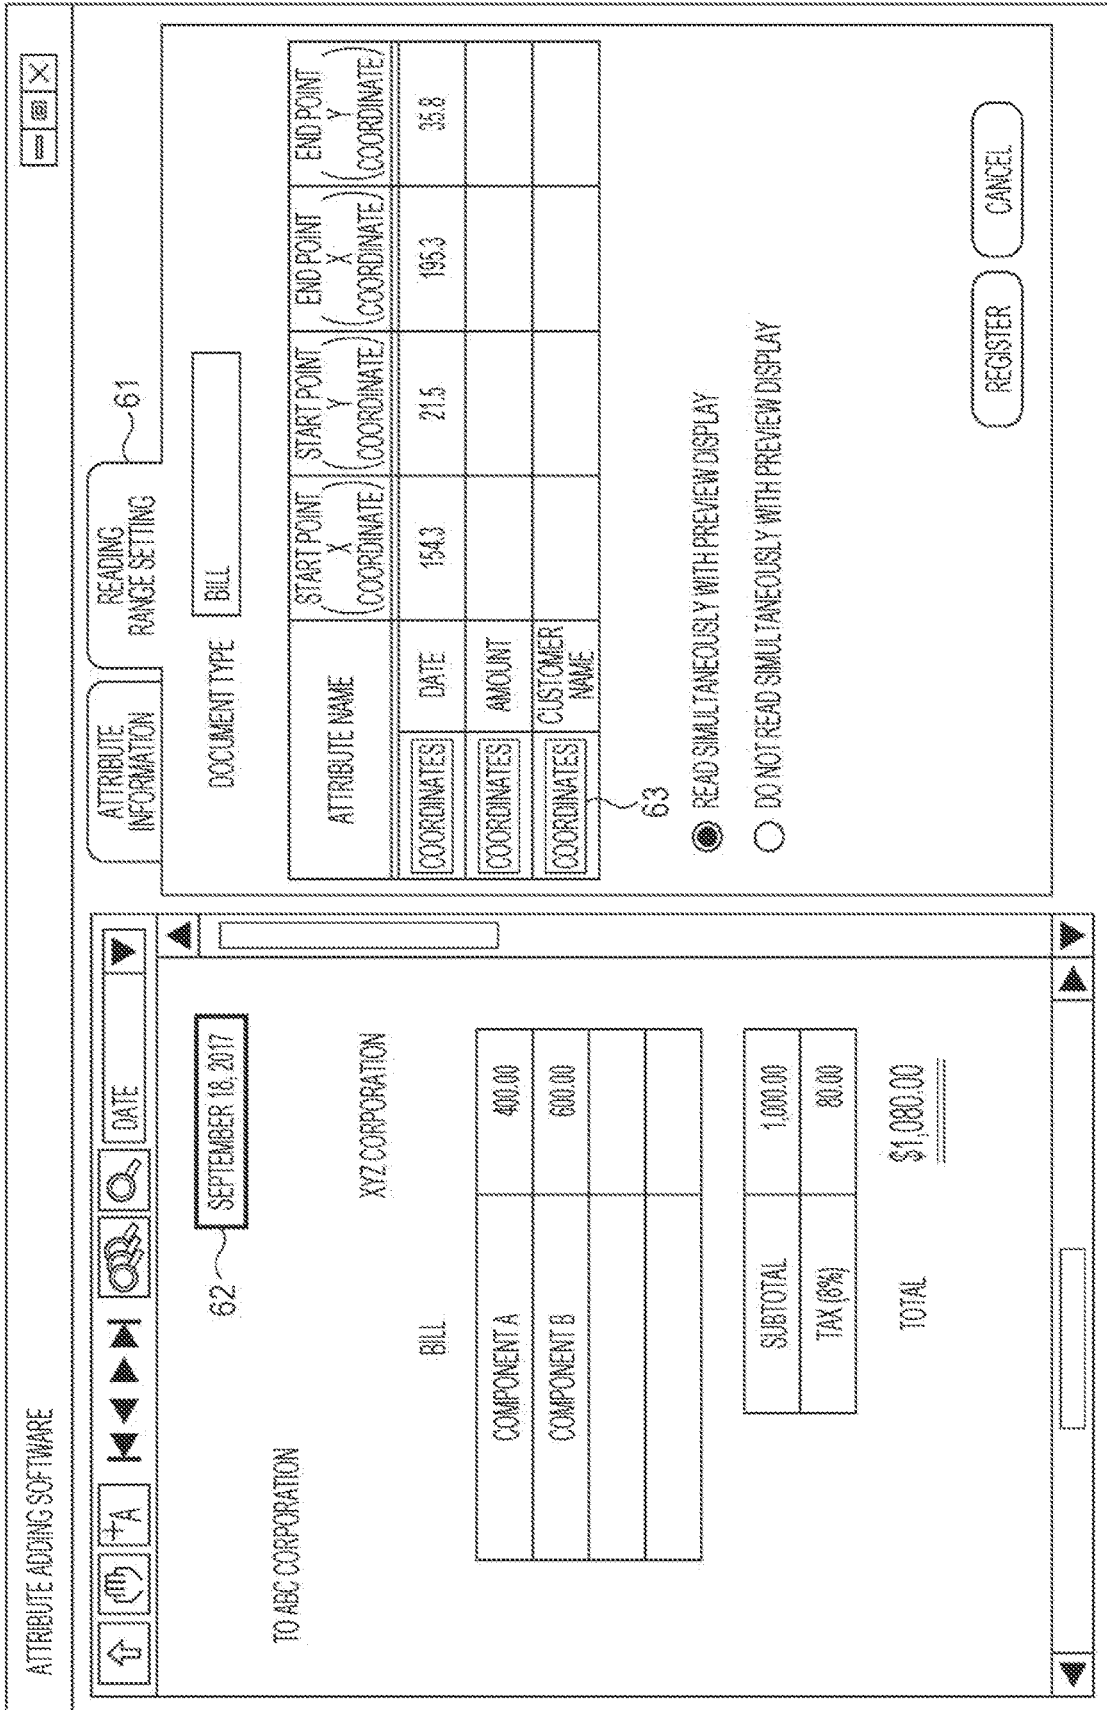 ATTRIBUTE ADDING SOFTWARE
+A
DATE
62
SEPTEMBER 18, 2017
TO ABC CORPORATION
XYZ CORPORATION
BILL
COMPONENT A 400.00
COMPONENT B 600.00
SUBTOTAL 1,000.00
TAX (8%) 80.00
TOTAL $1,080.00
ATTRIBUTE
INFORMATION
READING
RANGE SETTING
61
DOCUMENT TYPE BILL
ATTRIBUTE NAME
START POINT
(X
COORDINATE)
START POINT
(Y
COORDINATE)
END POINT
(X
COORDINATE)
END POINT
(Y
COORDINATE)
COORDINATES DATE 154.3 21.5 195.3 35.8
COORDINATES AMOUNT
COORDINATES CUSTOMER
NAME
63
READ SIMULTANEOUSLY WITH PREVIEW DISPLAY
DO NOT READ SIMULTANEOUSLY WITH PREVIEW DISPLAY
REGISTER CANCEL